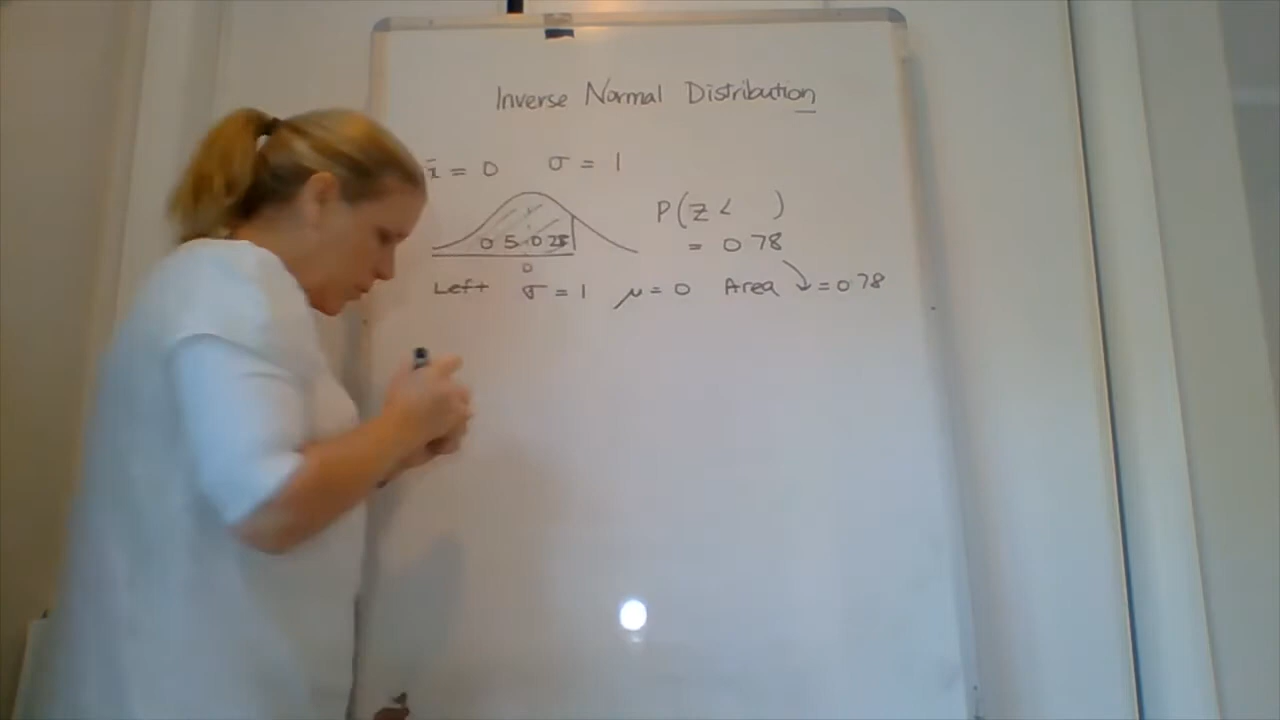 Inverse Normal Distribution
x̄ = 0 σ = 1
P(Z < )
0 5 0 28
= 0 78
0
Left σ = 1 μ = 0 Area ↘ = 0 78